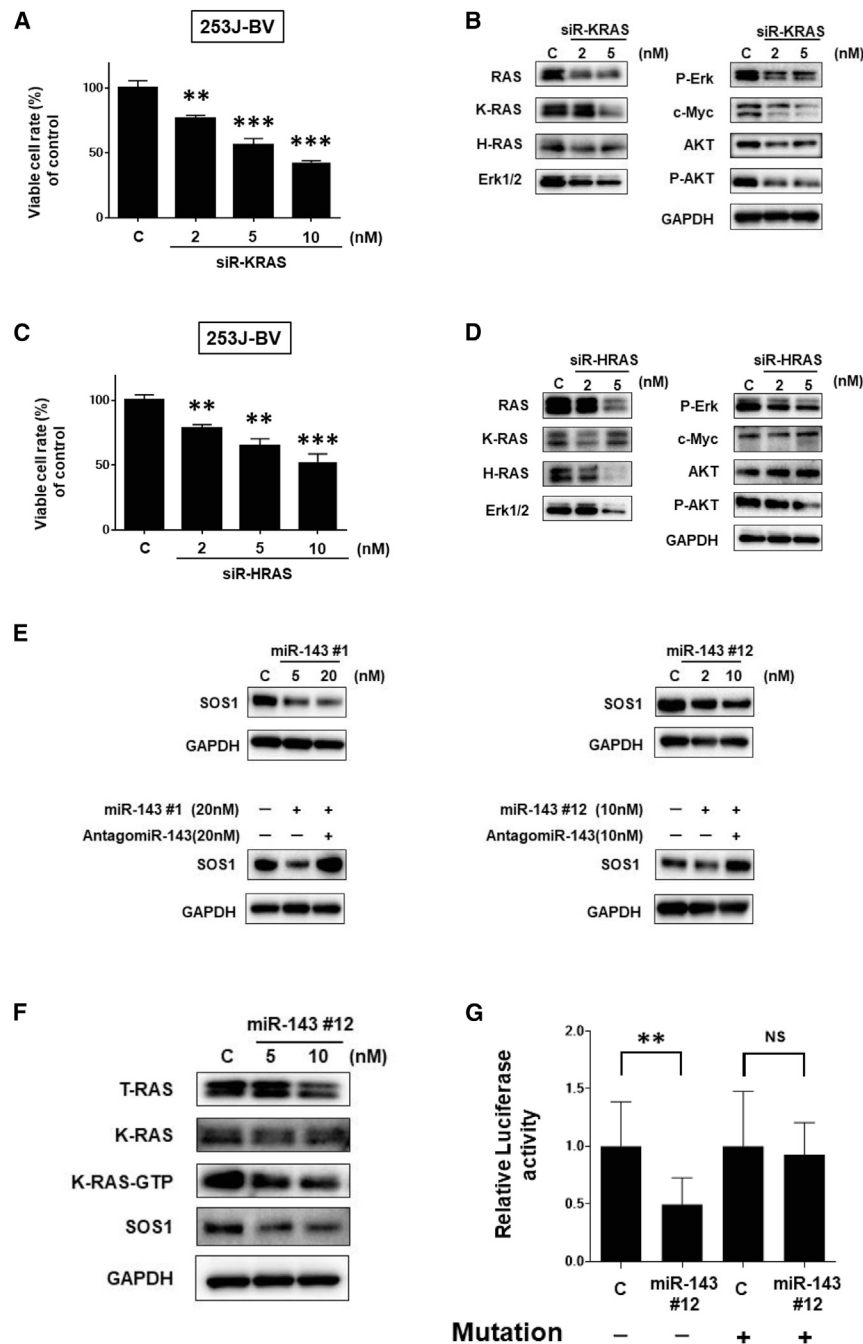 A
253J-BV
Viable cell rate (%)
of control
100
50
0
** *** ***
C 2 5 10 (nM)
siR-KRAS
B
siR-KRAS
C 2 5 (nM)
RAS
K-RAS
H-RAS
Erk1/2
siR-KRAS
C 2 5 (nM)
P-Erk
c-Myc
AKT
P-AKT
GAPDH
C
253J-BV
Viable cell rate (%)
of control
100
50
0
** ** ***
C 2 5 10 (nM)
siR-HRAS
D
siR-HRAS
C 2 5 (nM)
RAS
K-RAS
H-RAS
Erk1/2
siR-HRAS
C 2 5 (nM)
P-Erk
c-Myc
AKT
P-AKT
GAPDH
E
miR-143 #1
C 5 20 (nM)
SOS1
GAPDH
miR-143 #1 (20nM) − + +
AntagomiR-143(20nM) − − +
SOS1
GAPDH
miR-143 #12
C 2 10 (nM)
SOS1
GAPDH
miR-143 #12 (10nM) − + +
AntagomiR-143(10nM) − − +
SOS1
GAPDH
F
miR-143 #12
C 5 10 (nM)
T-RAS
K-RAS
K-RAS-GTP
SOS1
GAPDH
G
Relative Luciferase
activity
2.0
1.5
1.0
0.5
0.0
** NS
C miR-143 C miR-143
#12 #12
Mutation − − + +